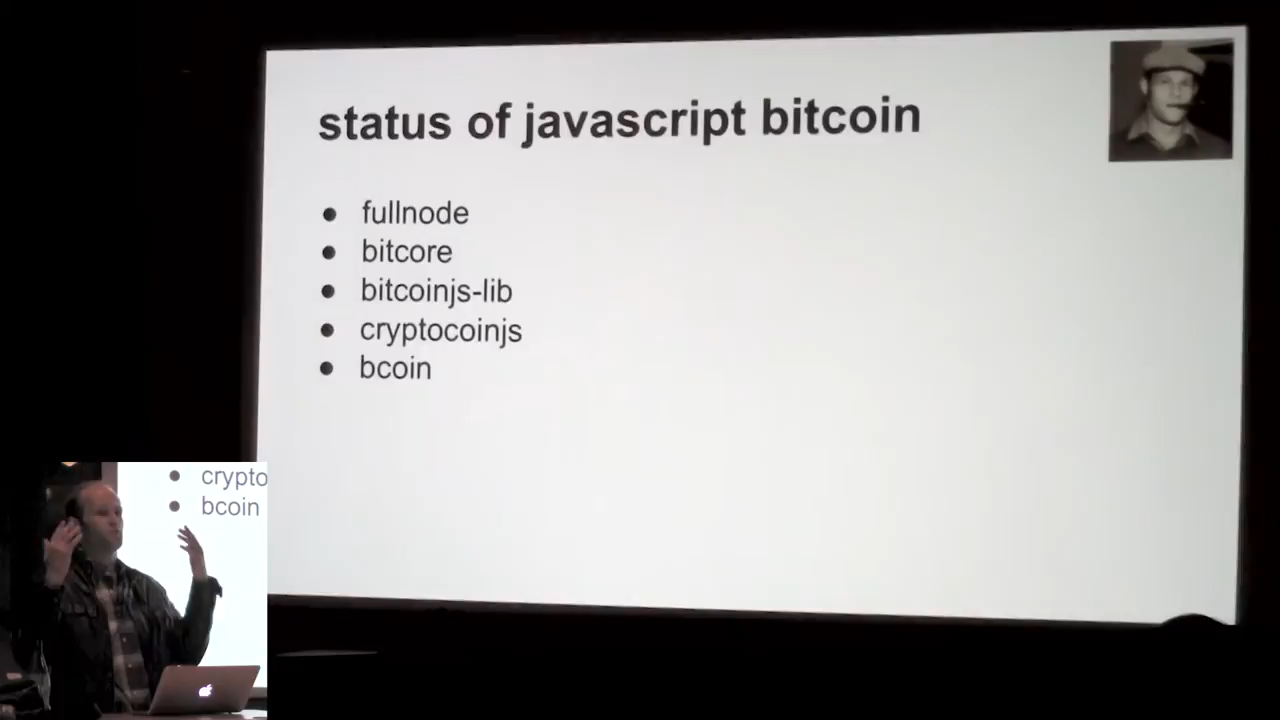 status of javascript bitcoin
● fullnode
● bitcore
● bitcoinjs-lib
● cryptocoinjs
● bcoin
● crypto
● bcoin